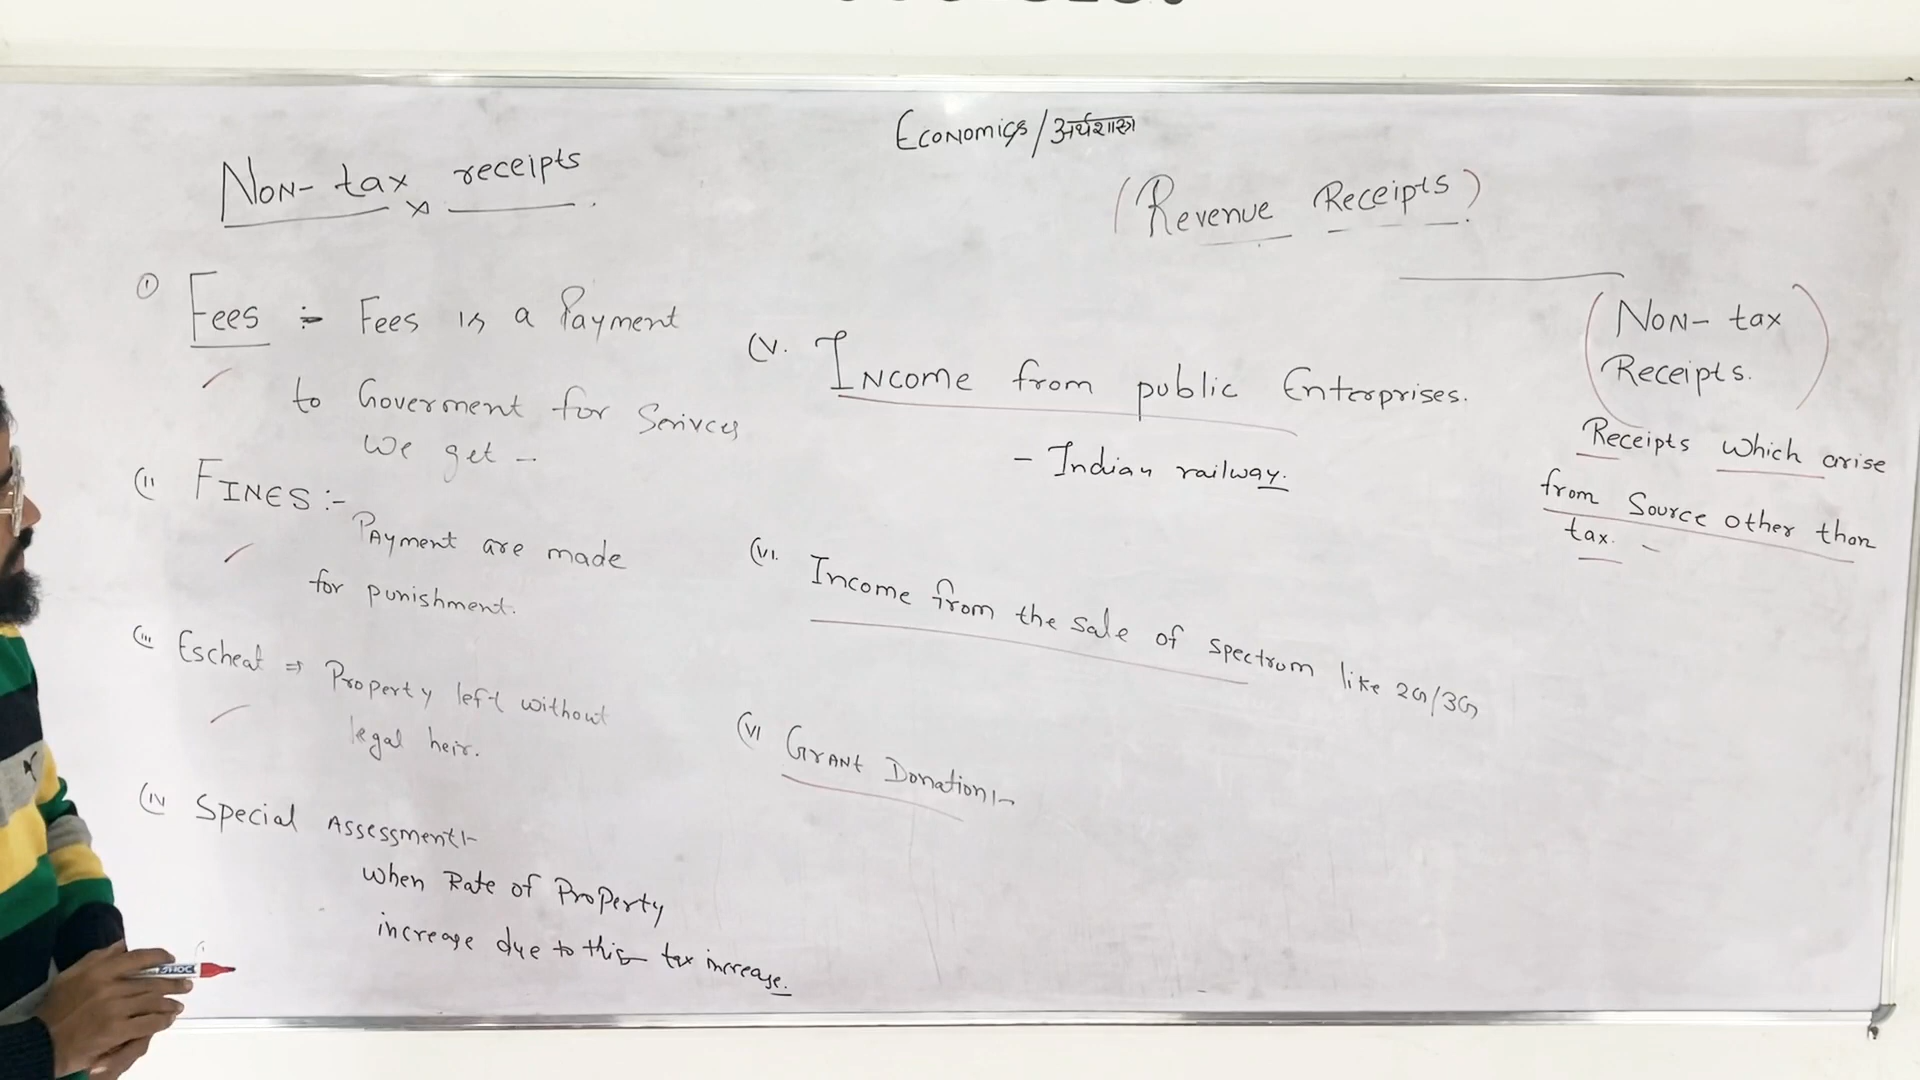 Economics/अर्थशास्त्र
Non-tax receipts
(Revenue Receipts)
(i) Fees :- Fees is a Payment
to Goverment for Serivces
We get -
(ii FINES :-
Payment are made
for punishment.
(iii Escheat ⇒ Property left without
legal heir.
(iv Special Assessment:-
when Rate of Property
increase due to this tax increase.
(v. Income from public Enterprises.
- Indian railway.
(vi. Income from the sale of spectrum like 2G/3G
(vi Grant Donation:-
(Non-tax
Receipts.)
Receipts which arise
from Source other than
tax. -